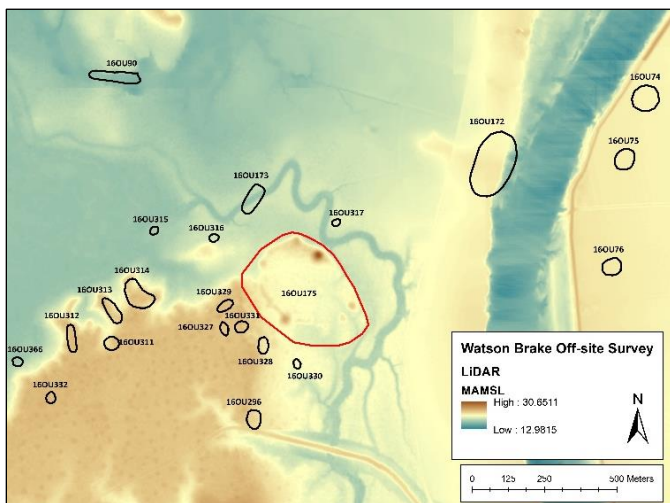 16OU90
16OU74
16OU172
16OU75
16OU173
16OU315
16OU316
16OU317
16OU76
16OU314
16OU313
16OU175
16OU329
16OU312
16OU327
16OU331
16OU311
16OU366
16OU328
16OU330
16OU332
16OU296
Watson Brake Off-site Survey
LiDAR
MAMSL
High : 30.6511
Low : 12.9815
N
0 125 250 500 Meters